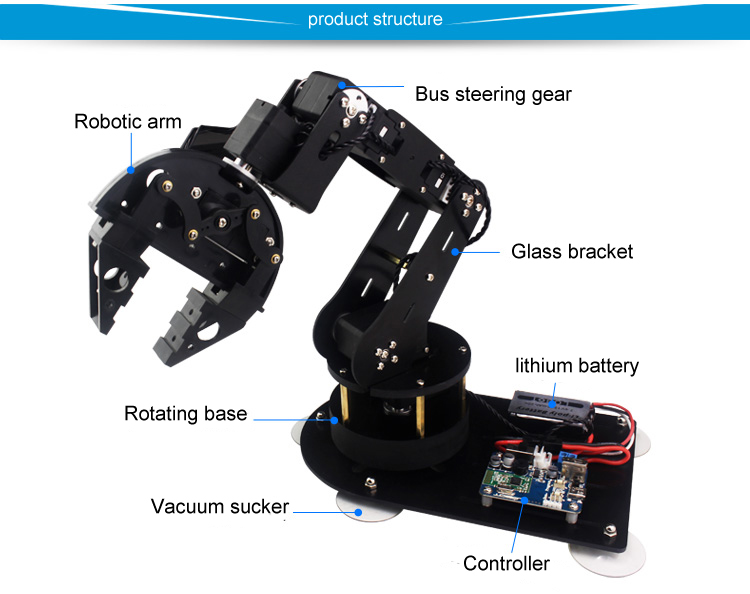 product structure
Bus steering gear
Robotic arm
Glass bracket
lithium battery
Rotating base
Vacuum sucker
Controller